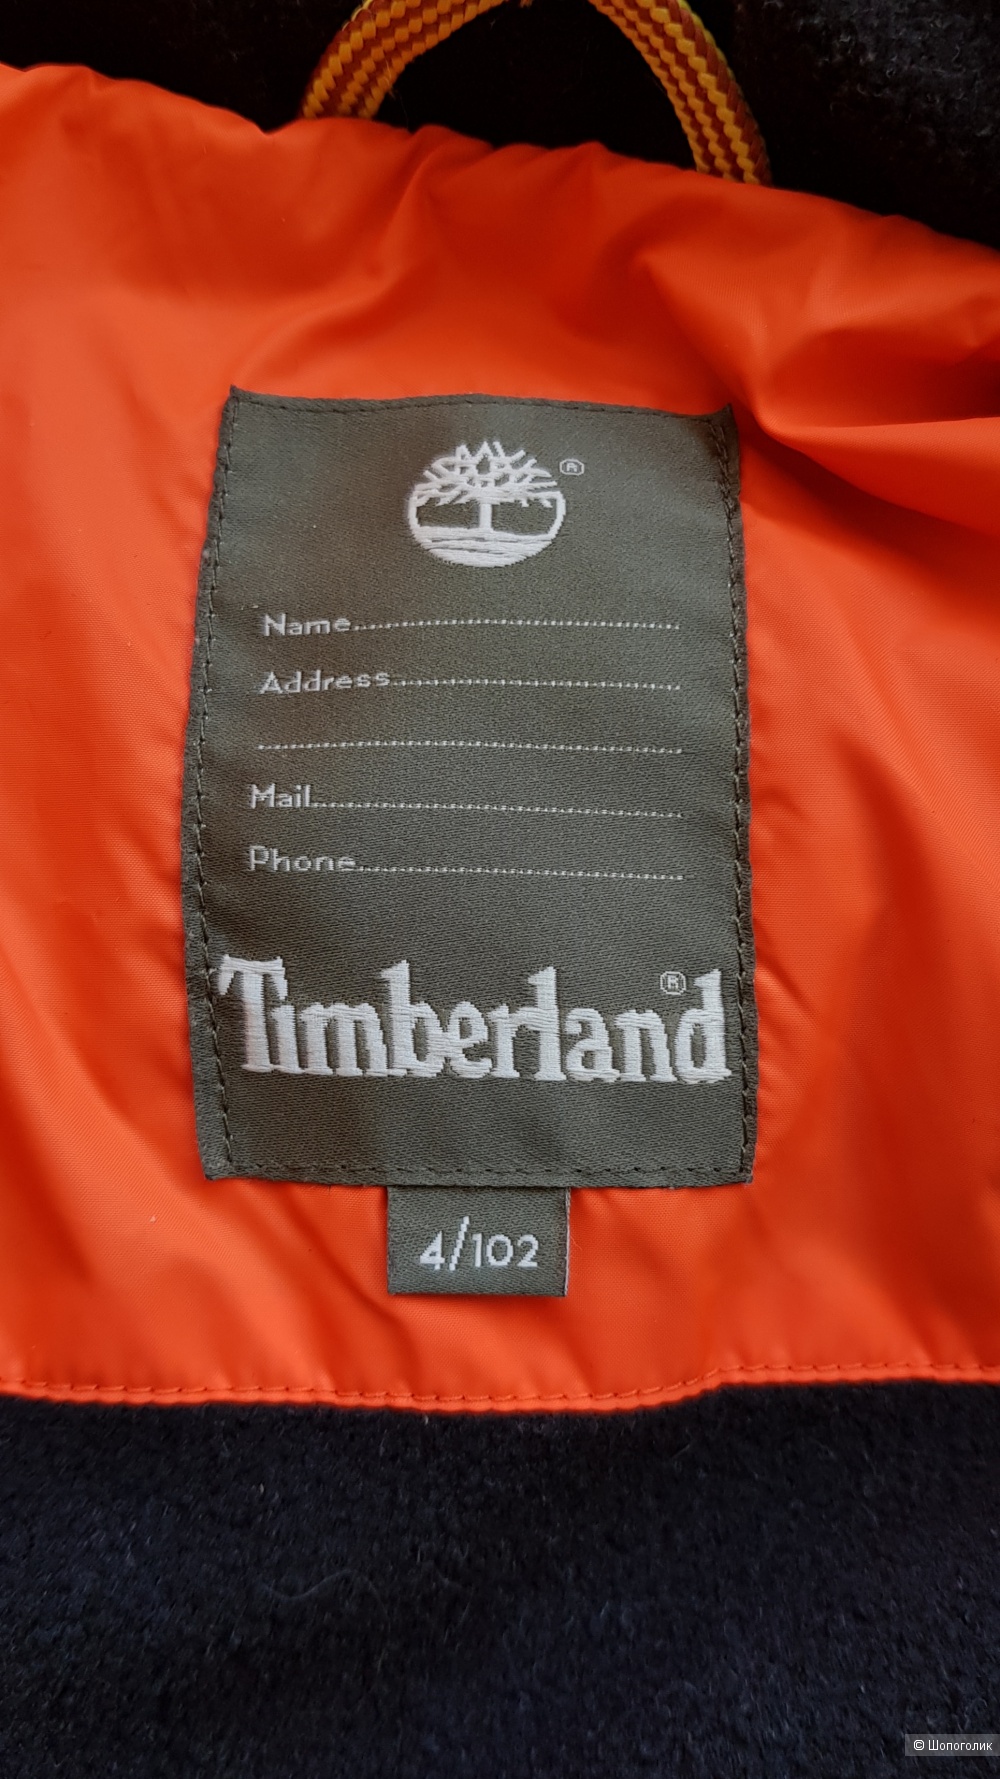 ®
Name
Address
Mail
Phone
Timberland®
4/102
© Шопоголик